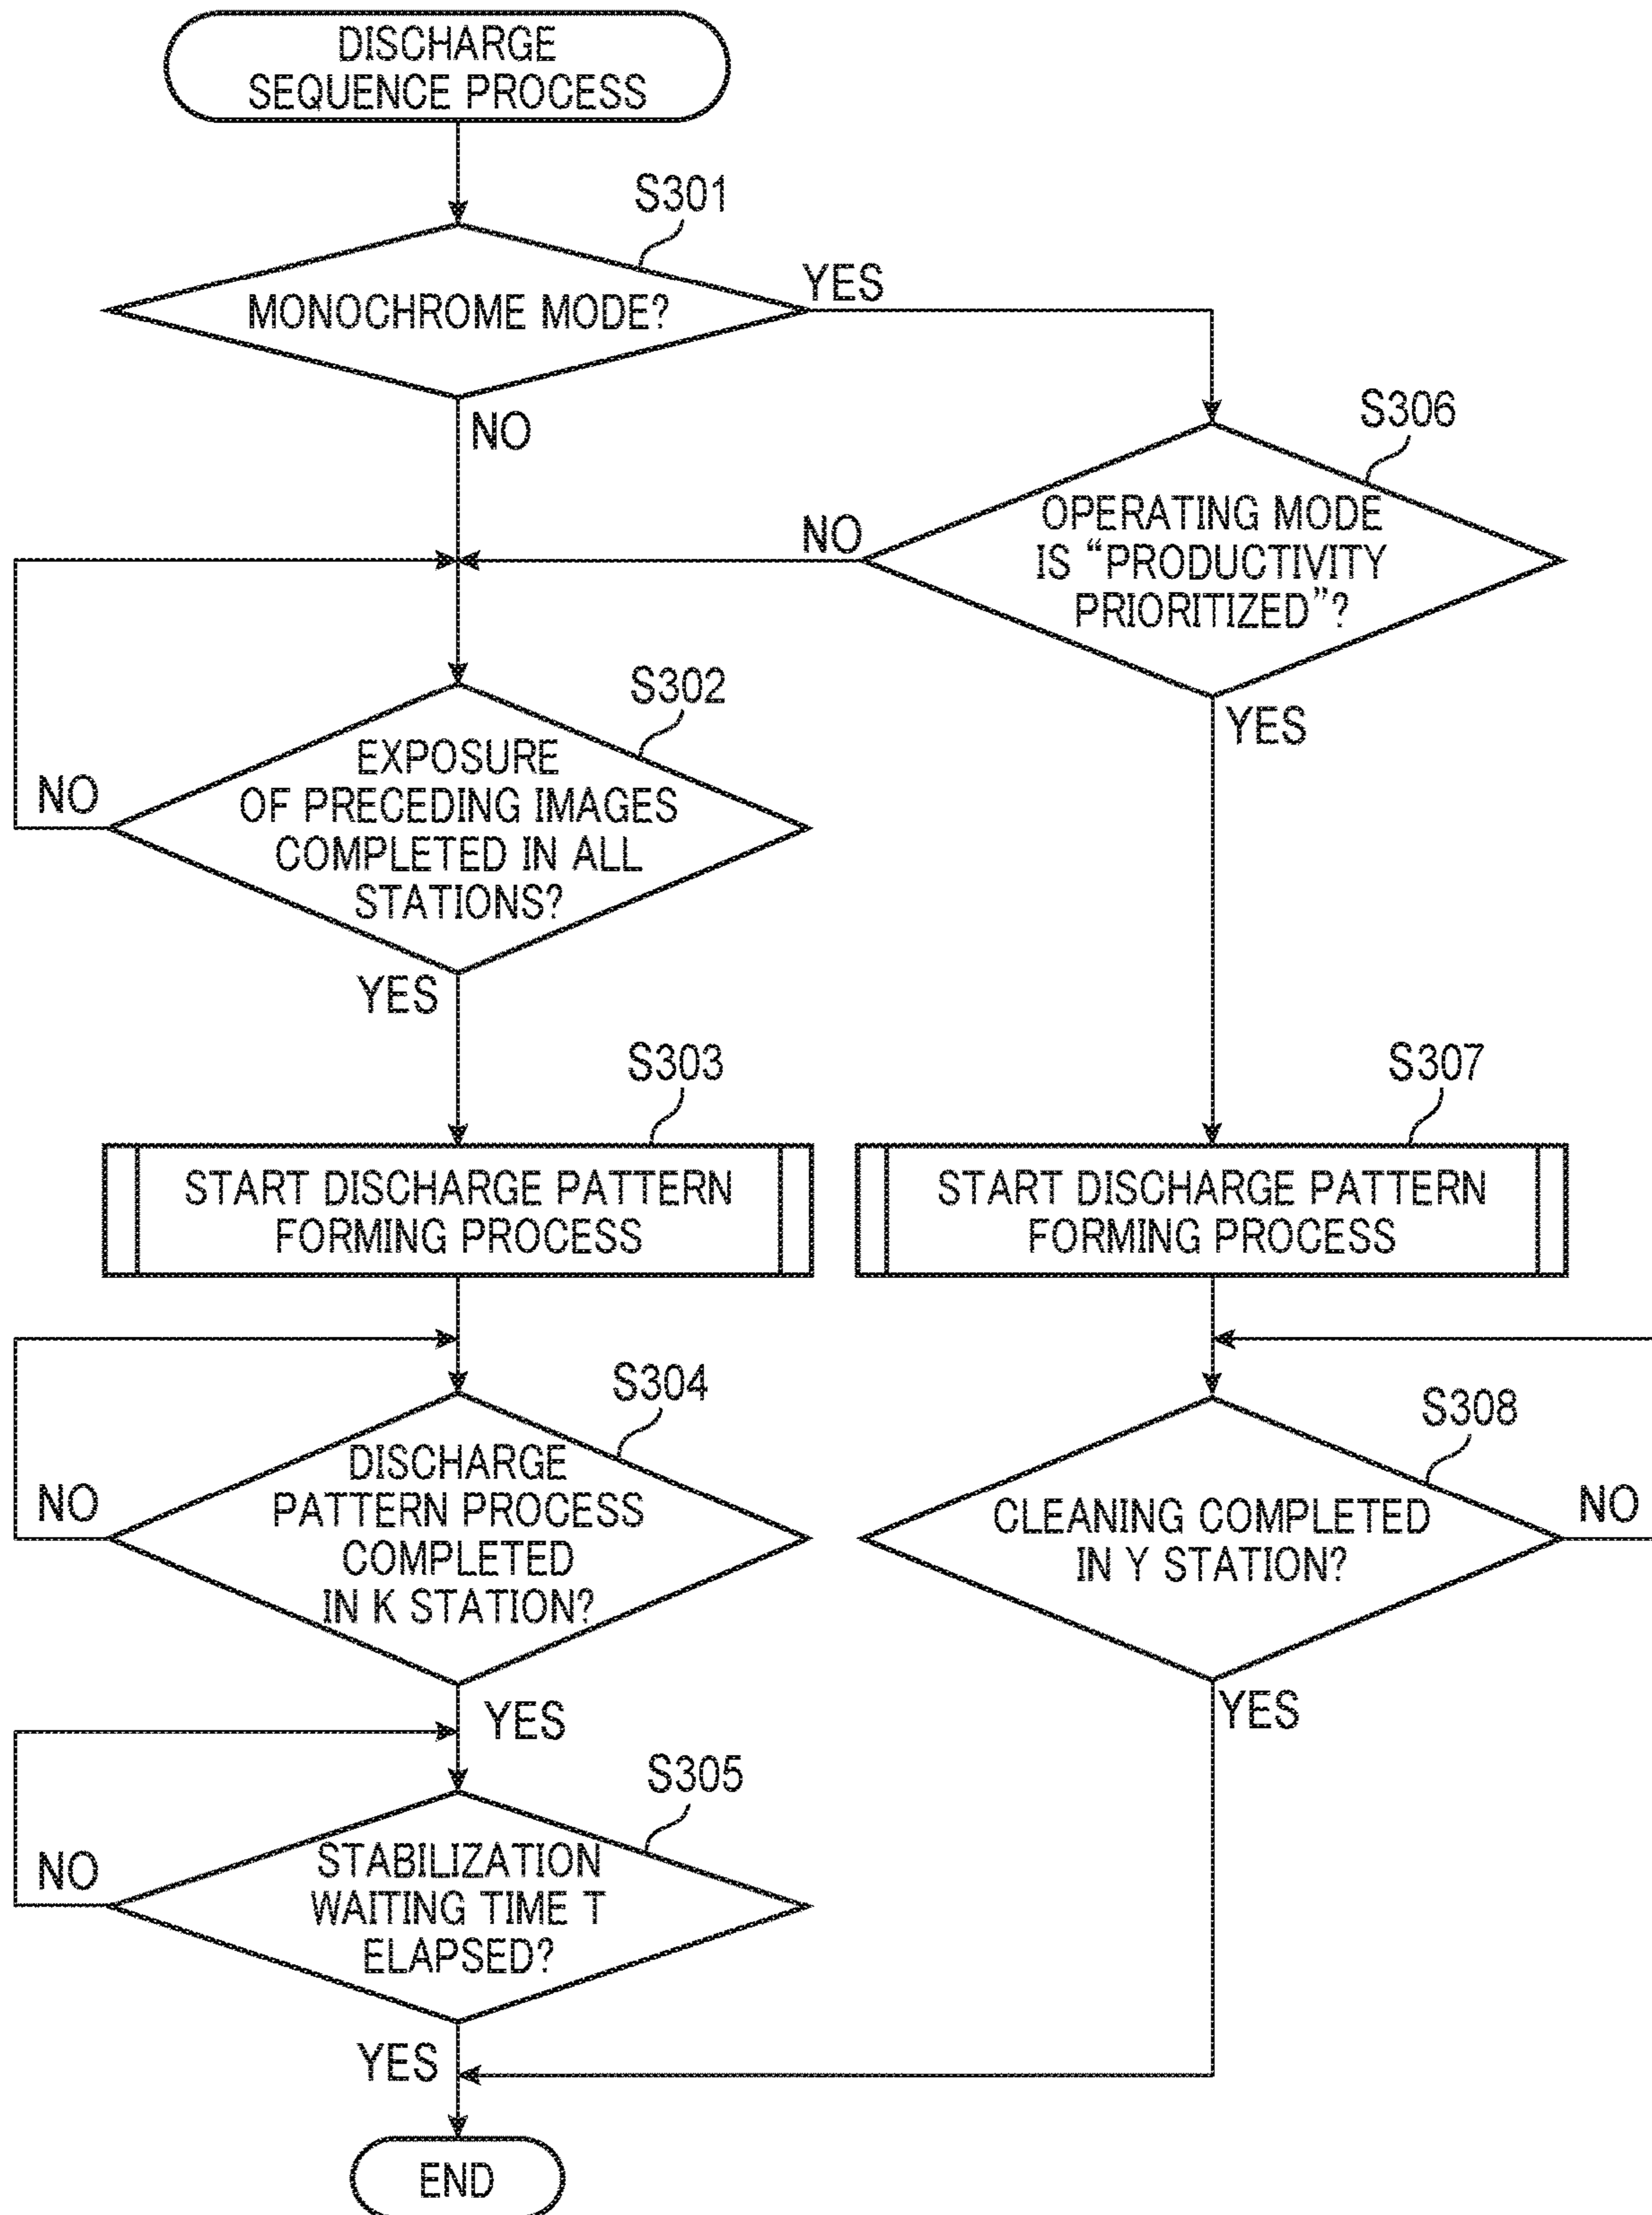 DISCHARGE
SEQUENCE PROCESS
S301
MONOCHROME MODE?
YES
NO
S306
OPERATING MODE
IS “PRODUCTIVITY
PRIORITIZED”?
NO
YES
S302
EXPOSURE
OF PRECEDING IMAGES
COMPLETED IN ALL
STATIONS?
NO
YES
S303
START DISCHARGE PATTERN
FORMING PROCESS
S307
START DISCHARGE PATTERN
FORMING PROCESS
S304
DISCHARGE
PATTERN PROCESS
COMPLETED
IN K STATION?
NO
YES
S308
CLEANING COMPLETED
IN Y STATION?
NO
YES
S305
STABILIZATION
WAITING TIME T
ELAPSED?
NO
YES
END